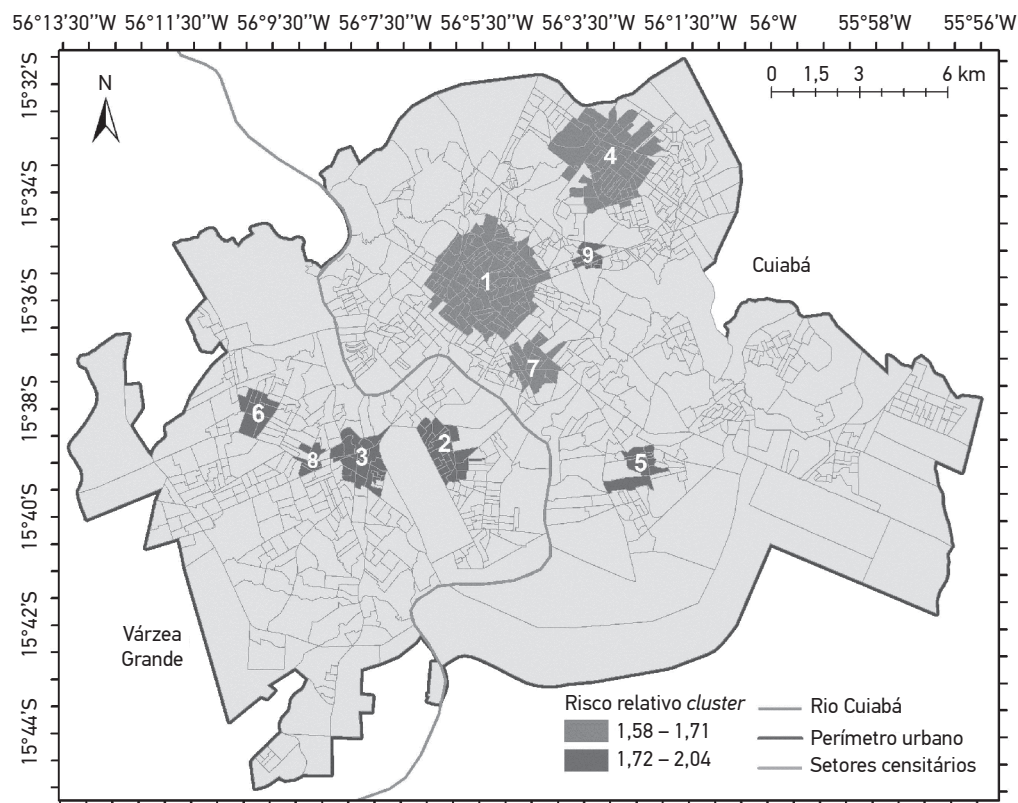 56°13'30''W 56°11'30''W 56°9'30''W 56°7'30''W 56°5'30''W 56°3'30''W 56°1'30''W 56°W 55°58'W 55°56'W
15°32'S
15°34'S
15°36'S
15°38'S
15°40'S
15°42'S
15°44'S
N
0 1,5 3 6 km
4
9
1
Cuiabá
7
6
2
3
8
5
Várzea
Grande
Risco relativo cluster
1,58 – 1,71
1,72 – 2,04
Rio Cuiabá
Perímetro urbano
Setores censitários